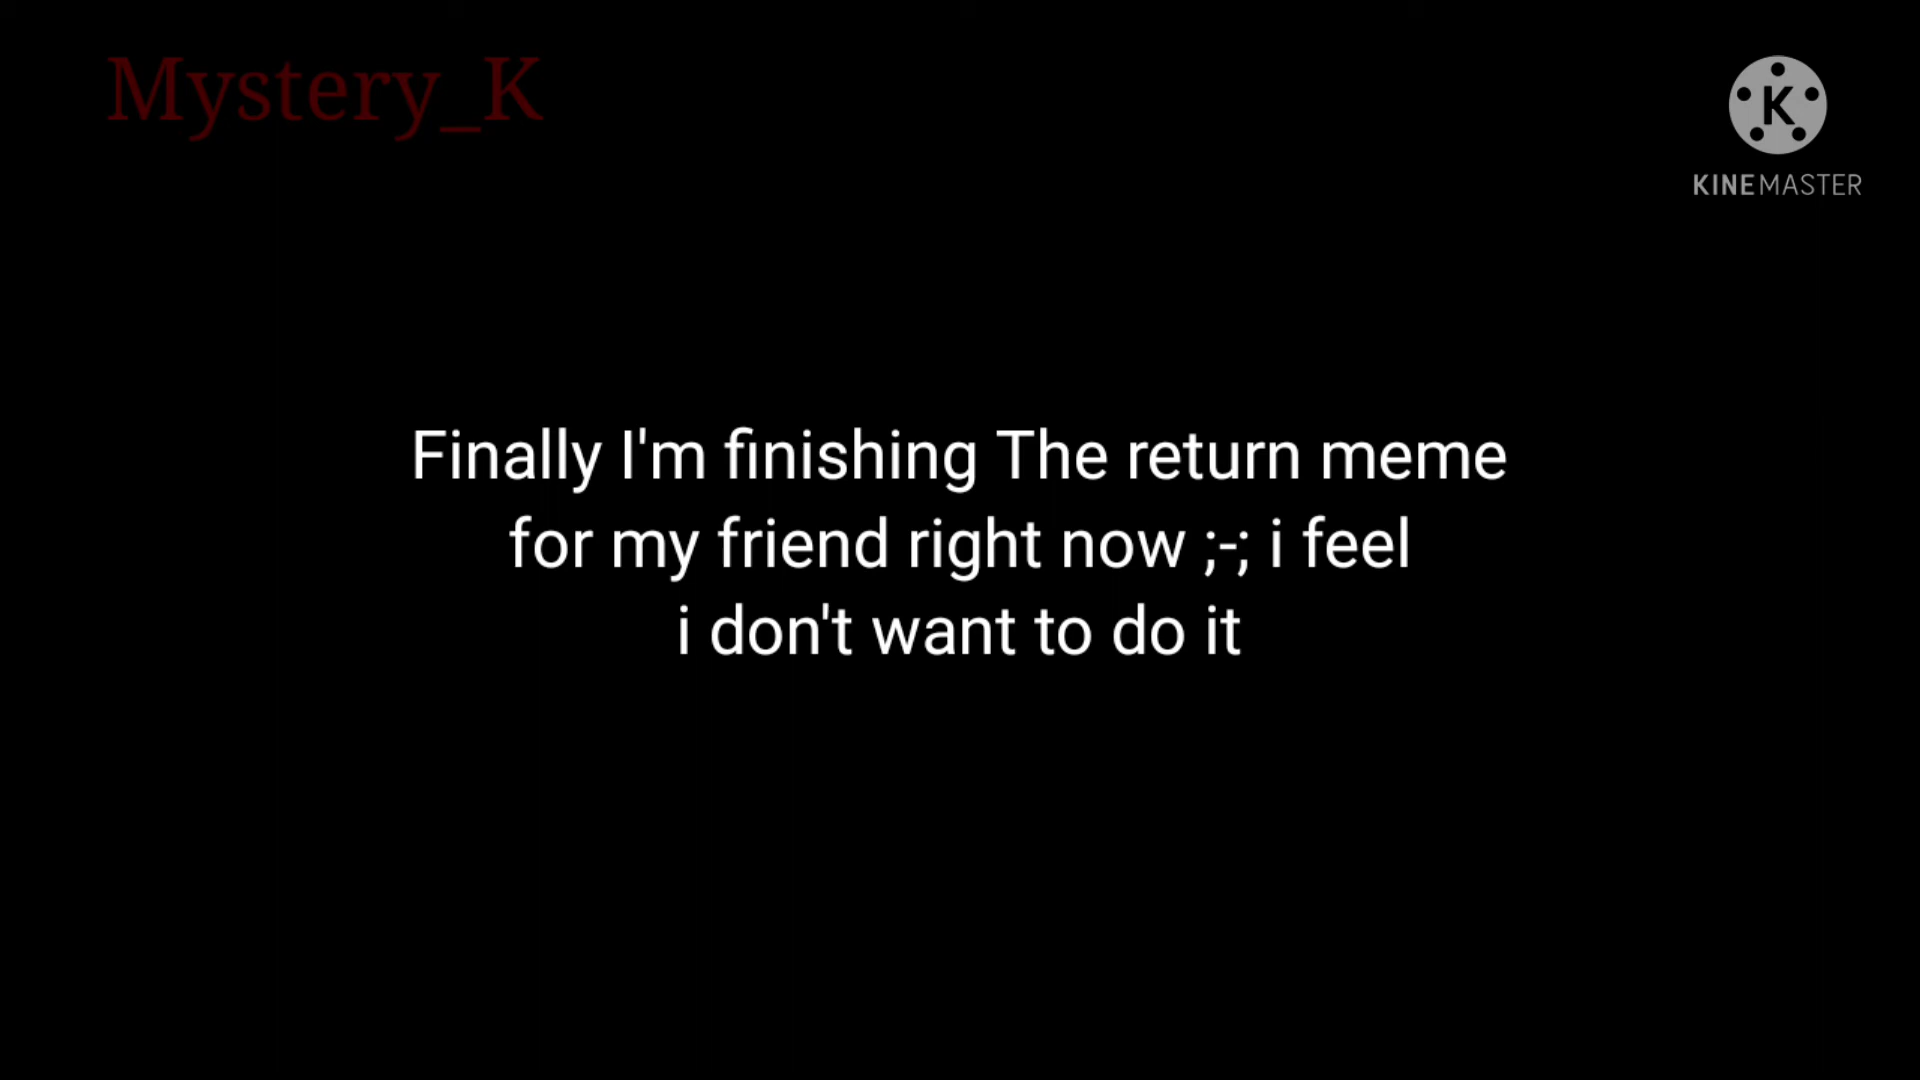 Mystery_K
K
KINEMASTER
Finally I'm finishing The return meme
for my friend right now ;-; i feel
i don't want to do it